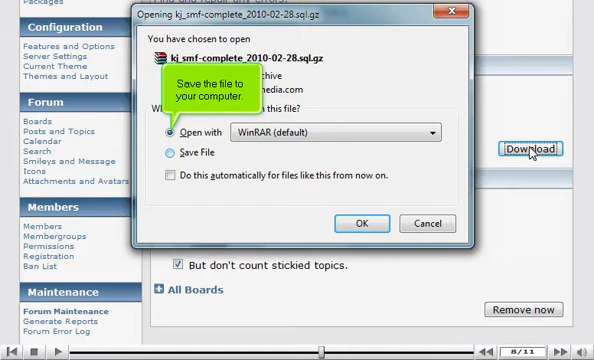 and repair any errors.
Configuration
Features and Options
Server Settings
Current Theme
Themes and Layout
Forum
Boards
Posts and Topics
Calendar
Search
Smileys and Message
Icons
Attachments and Avatars
Members
Members
Membergroups
Permissions
Registration
Ban List
Maintenance
Forum Maintenance
Generate Reports
Forum Error Log
Opening kj_smf-complete_2010-02-28.sql.gz
You have chosen to open
kj_smf-complete_2010-02-28.sql.gz
Save the file to
your computer.
this file?
Open with WinRAR (default)
Save File
Do this automatically for files like this from now on.
OK Cancel
Download
But don't count stickied topics.
All Boards
Remove now
8/11